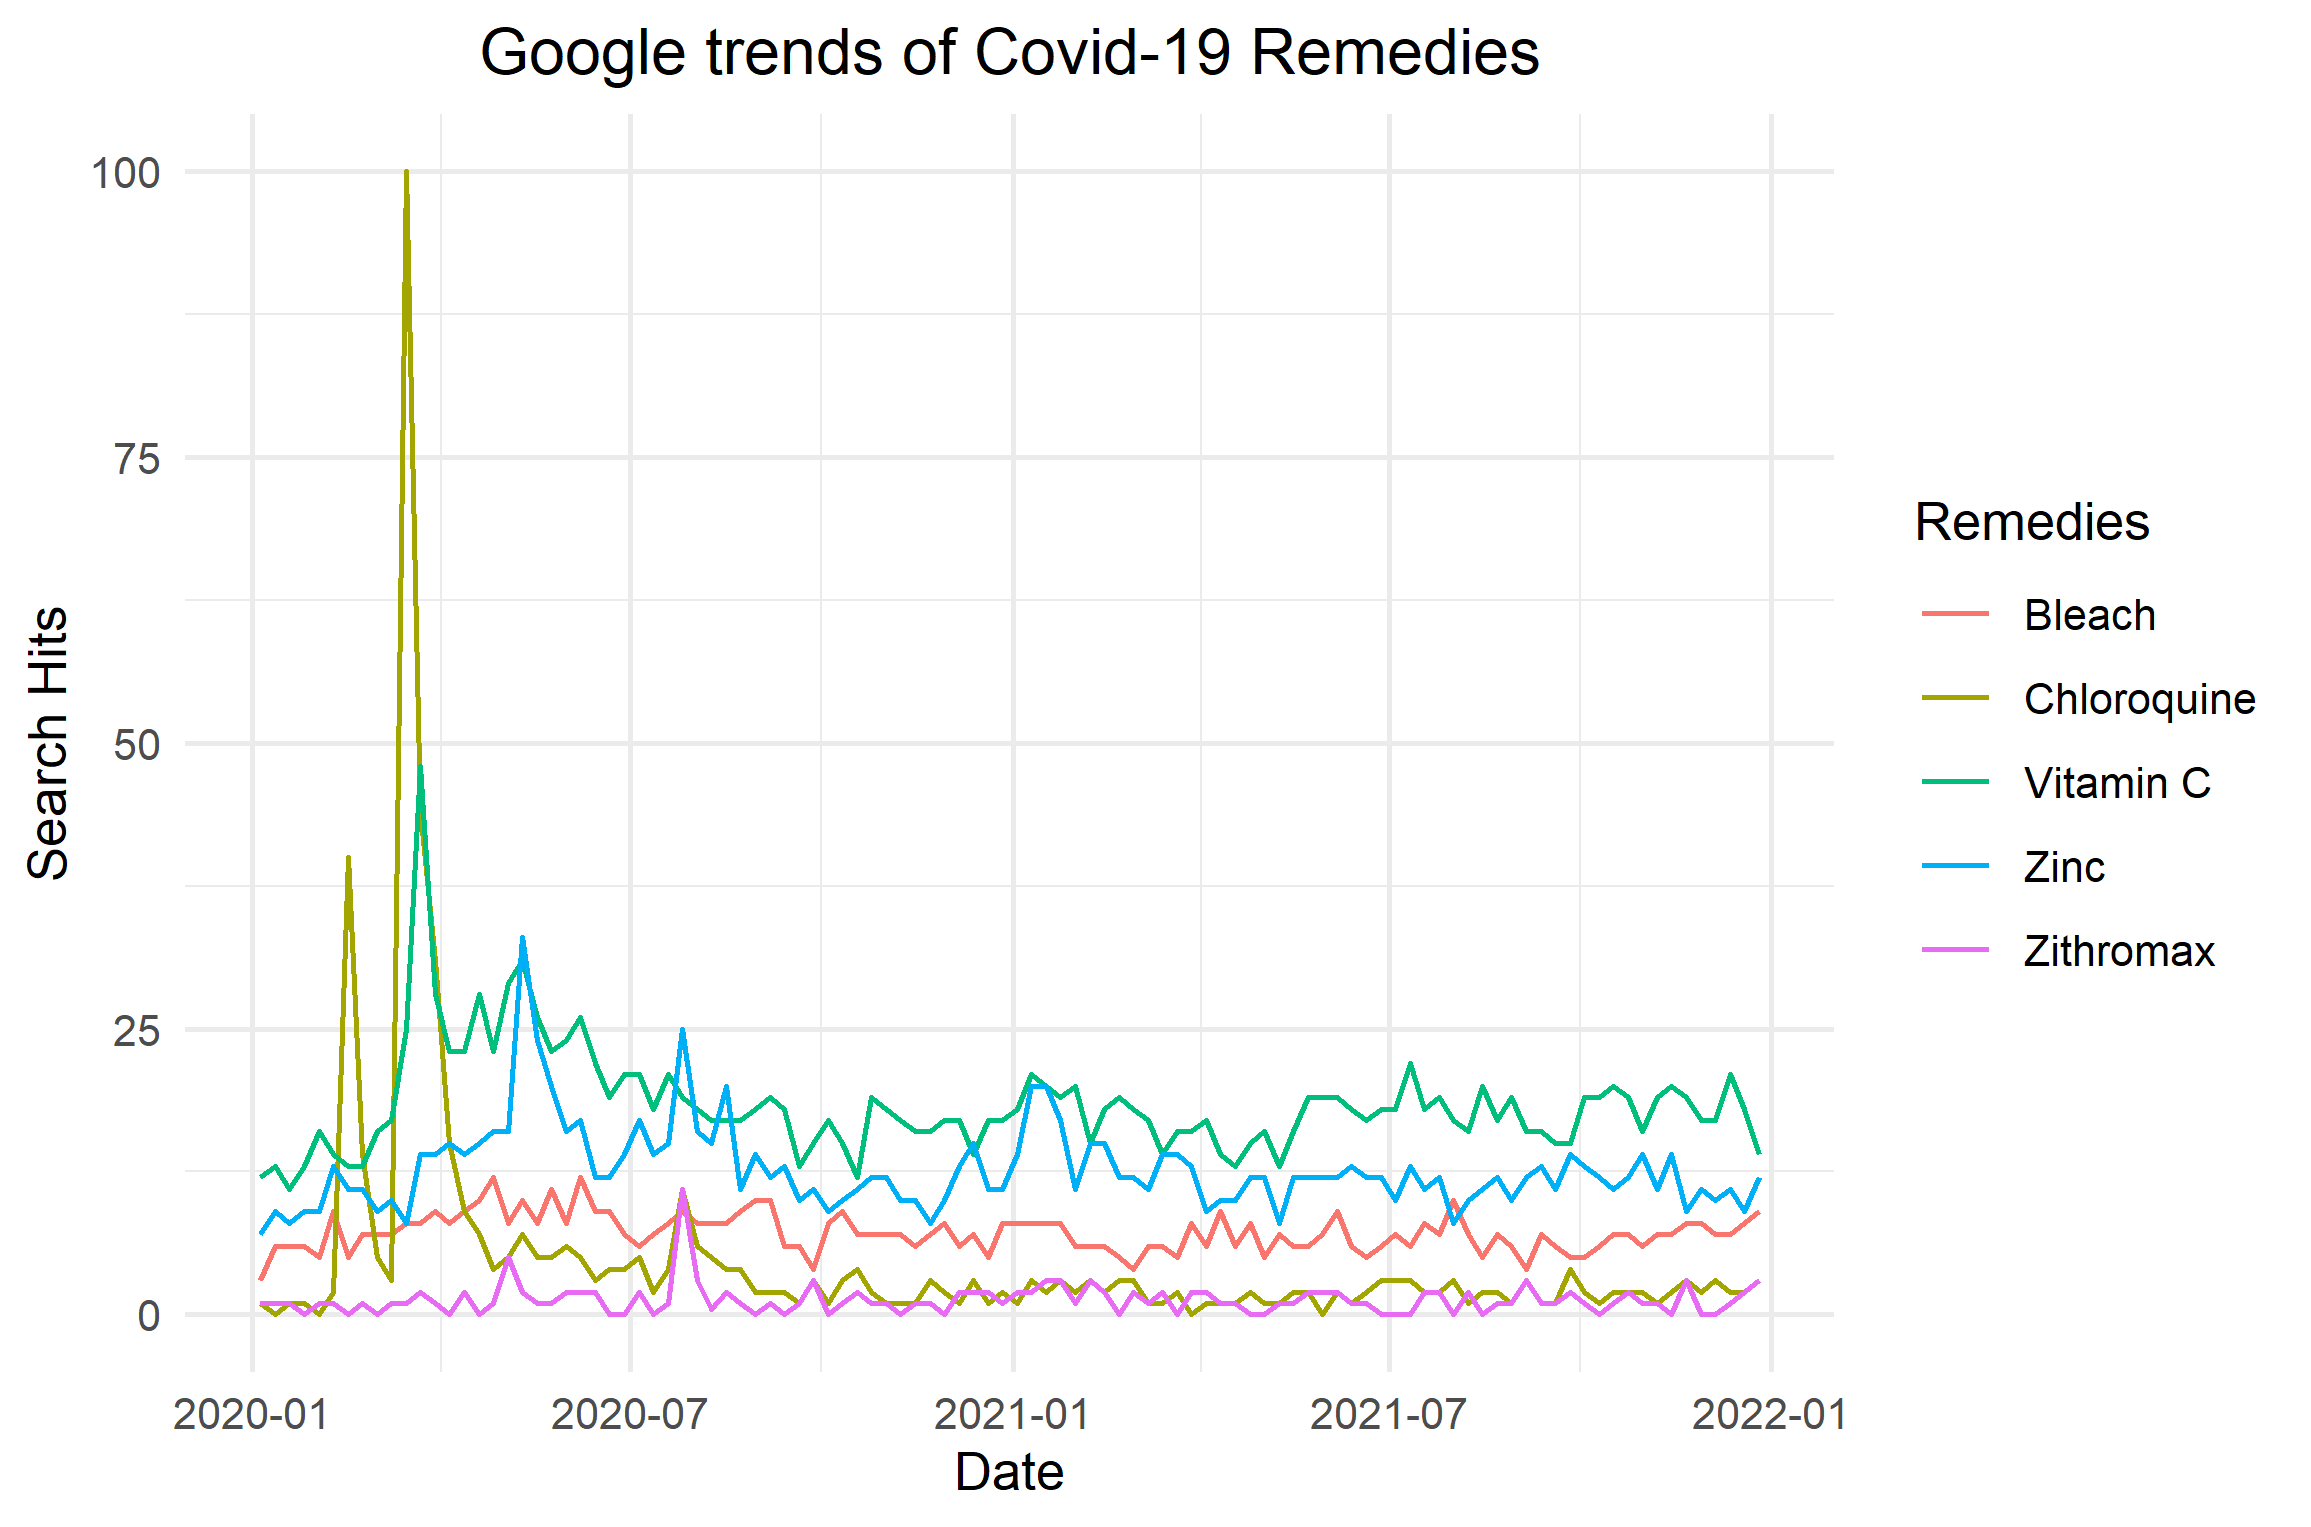 Google trends of Covid-19 Remedies
100
75
50
25
0
Search Hits
2020-01
2020-07
2021-01
2021-07
2022-01
Date
Remedies
Bleach
Chloroquine
Vitamin C
Zinc
Zithromax